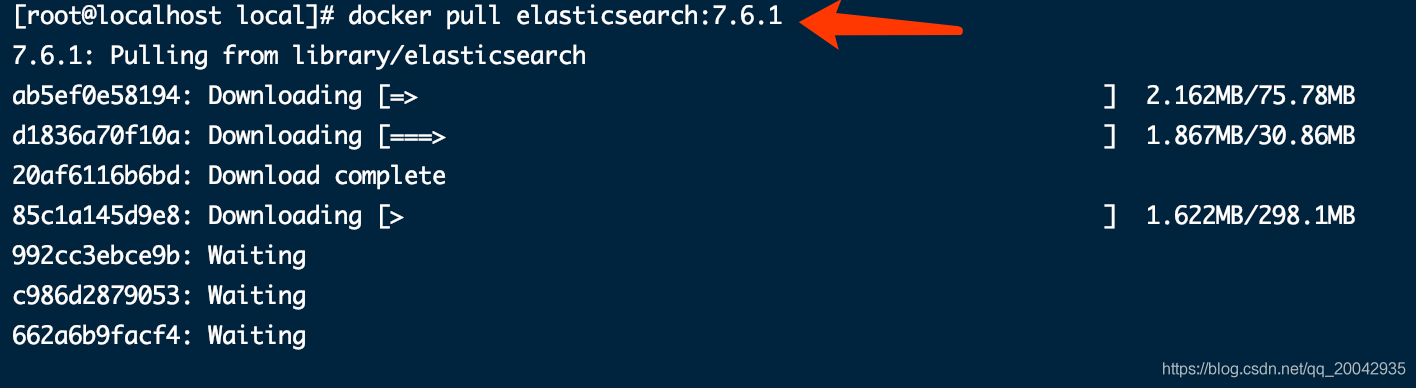 [root@localhost local]# docker pull elasticsearch:7.6.1
7.6.1: Pulling from library/elasticsearch
ab5ef0e58194: Downloading [=> ] 2.162MB/75.78MB
d1836a70f10a: Downloading [===> ] 1.867MB/30.86MB
20af6116b6bd: Download complete
85c1a145d9e8: Downloading [> ] 1.622MB/298.1MB
992cc3ebce9b: Waiting
c986d2879053: Waiting
662a6b9facf4: Waiting
https://blog.csdn.net/qq_20042935